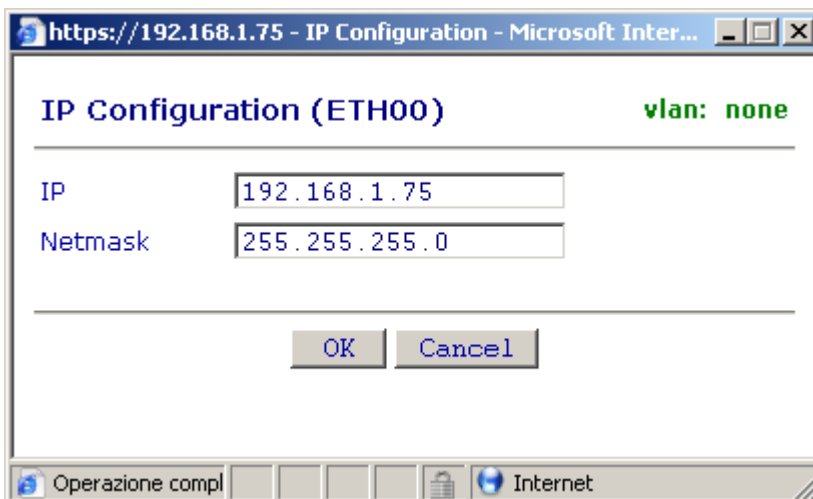 https://192.168.1.75 - IP Configuration - Microsoft Inter...
IP Configuration (ETH00) vlan: none
IP 192.168.1.75
Netmask 255.255.255.0
OK Cancel
Operazione compl Internet